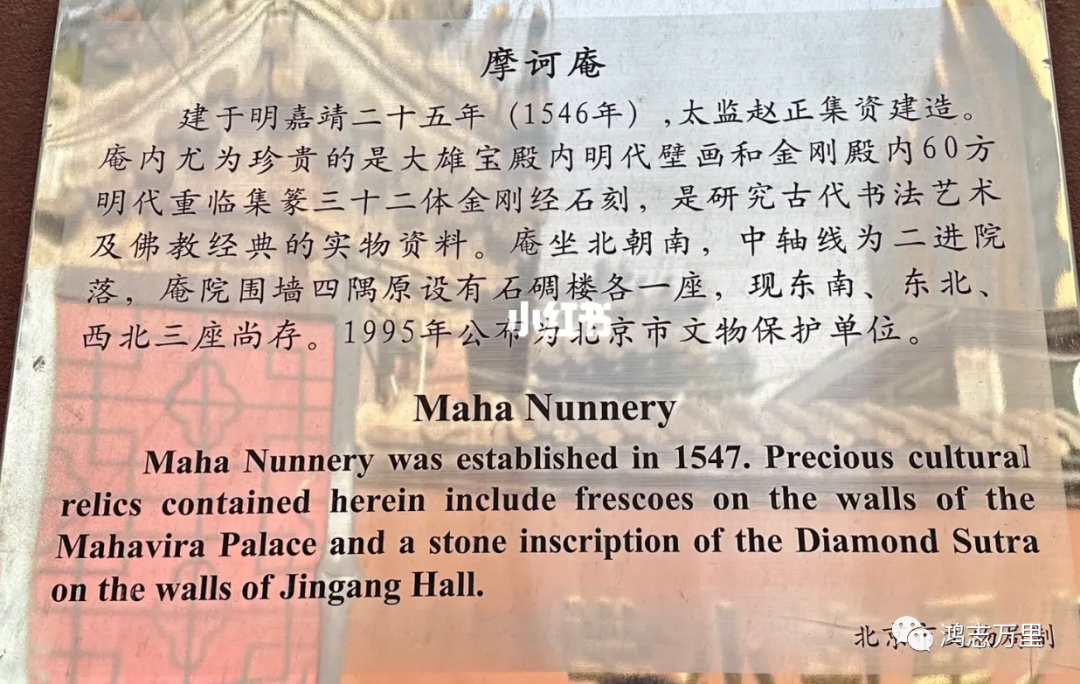 摩诃庵
建于明嘉靖二十五年（1546年）,太监赵正集资建造。
庵内尤为珍贵的是大雄宝殿内明代壁画和金刚殿内60方
明代重临集篆三十二体金刚经石刻，是研究古代书法艺术
及佛教经典的实物资料。庵坐北朝南，中轴线为二进院
落，庵院围墙四隅原设有石碉楼各一座，现东南、东北、
西北三座尚存。1995年公布为北京市文物保护单位。
小红书
Maha Nunnery
Maha Nunnery was established in 1547. Precious cultural
relics contained herein include frescoes on the walls of the
Mahavira Palace and a stone inscription of the Diamond Sutra
on the walls of Jingang Hall.
北京
鸿志万里